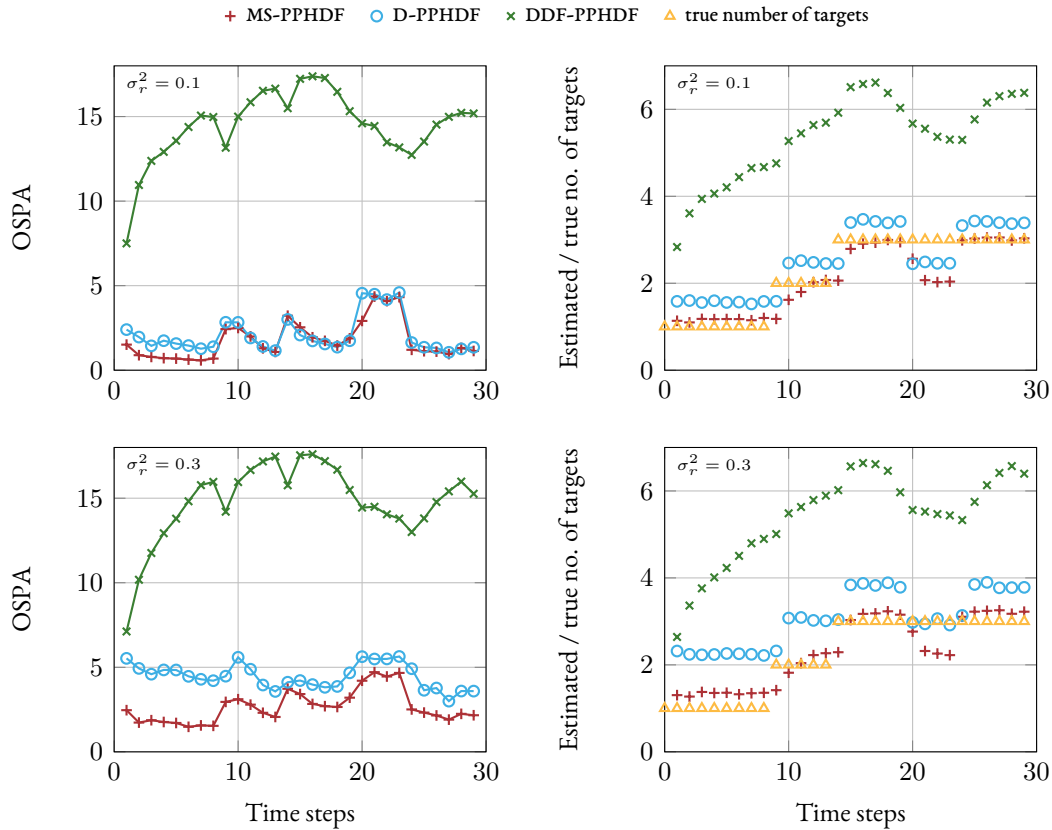 MS-PPHDF D-PPHDF DDF-PPHDF true number of targets
σ_r^2 = 0.1
OSPA
15
10
5
0
0 10 20 30
σ_r^2 = 0.1
Estimated / true no. of targets
6
4
2
0
0 10 20 30
σ_r^2 = 0.3
OSPA
15
10
5
0
0 10 20 30
Time steps
σ_r^2 = 0.3
Estimated / true no. of targets
6
4
2
0
0 10 20 30
Time steps